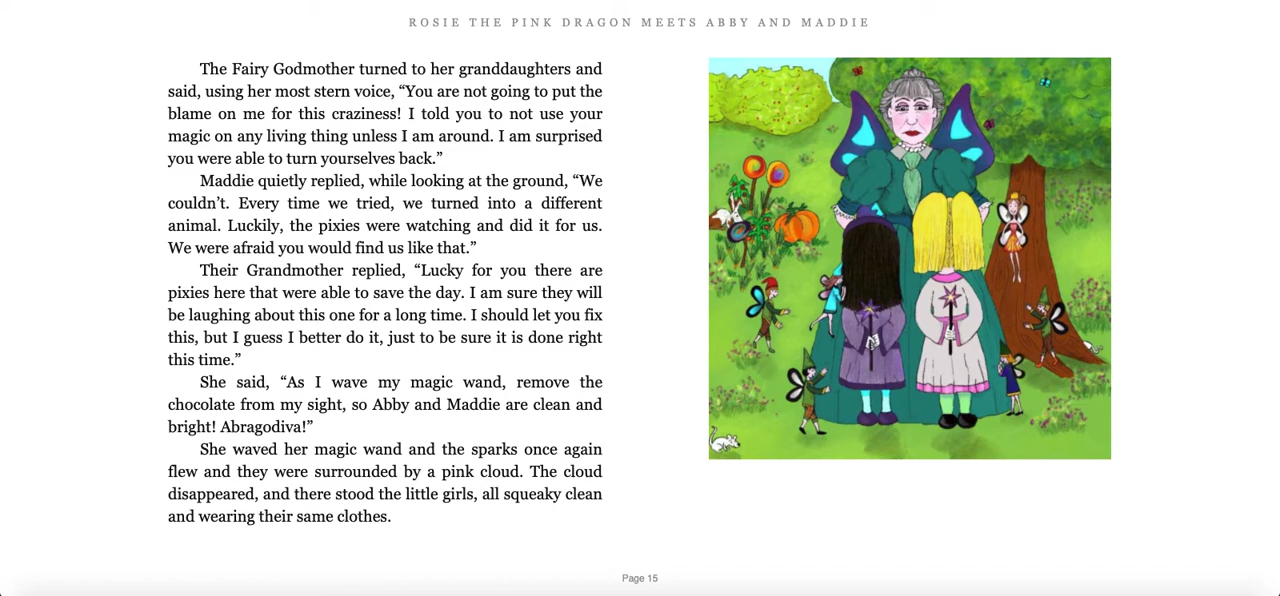 ROSIE THE PINK DRAGON MEETS ABBY AND MADDIE
The Fairy Godmother turned to her granddaughters and
said, using her most stern voice, “You are not going to put the
blame on me for this craziness! I told you to not use your
magic on any living thing unless I am around. I am surprised
you were able to turn yourselves back.”
Maddie quietly replied, while looking at the ground, “We
couldn’t. Every time we tried, we turned into a different
animal. Luckily, the pixies were watching and did it for us.
We were afraid you would find us like that.”
Their Grandmother replied, “Lucky for you there are
pixies here that were able to save the day. I am sure they will
be laughing about this one for a long time. I should let you fix
this, but I guess I better do it, just to be sure it is done right
this time.”
She said, “As I wave my magic wand, remove the
chocolate from my sight, so Abby and Maddie are clean and
bright! Abragodiva!”
She waved her magic wand and the sparks once again
flew and they were surrounded by a pink cloud. The cloud
disappeared, and there stood the little girls, all squeaky clean
and wearing their same clothes.
Page 15